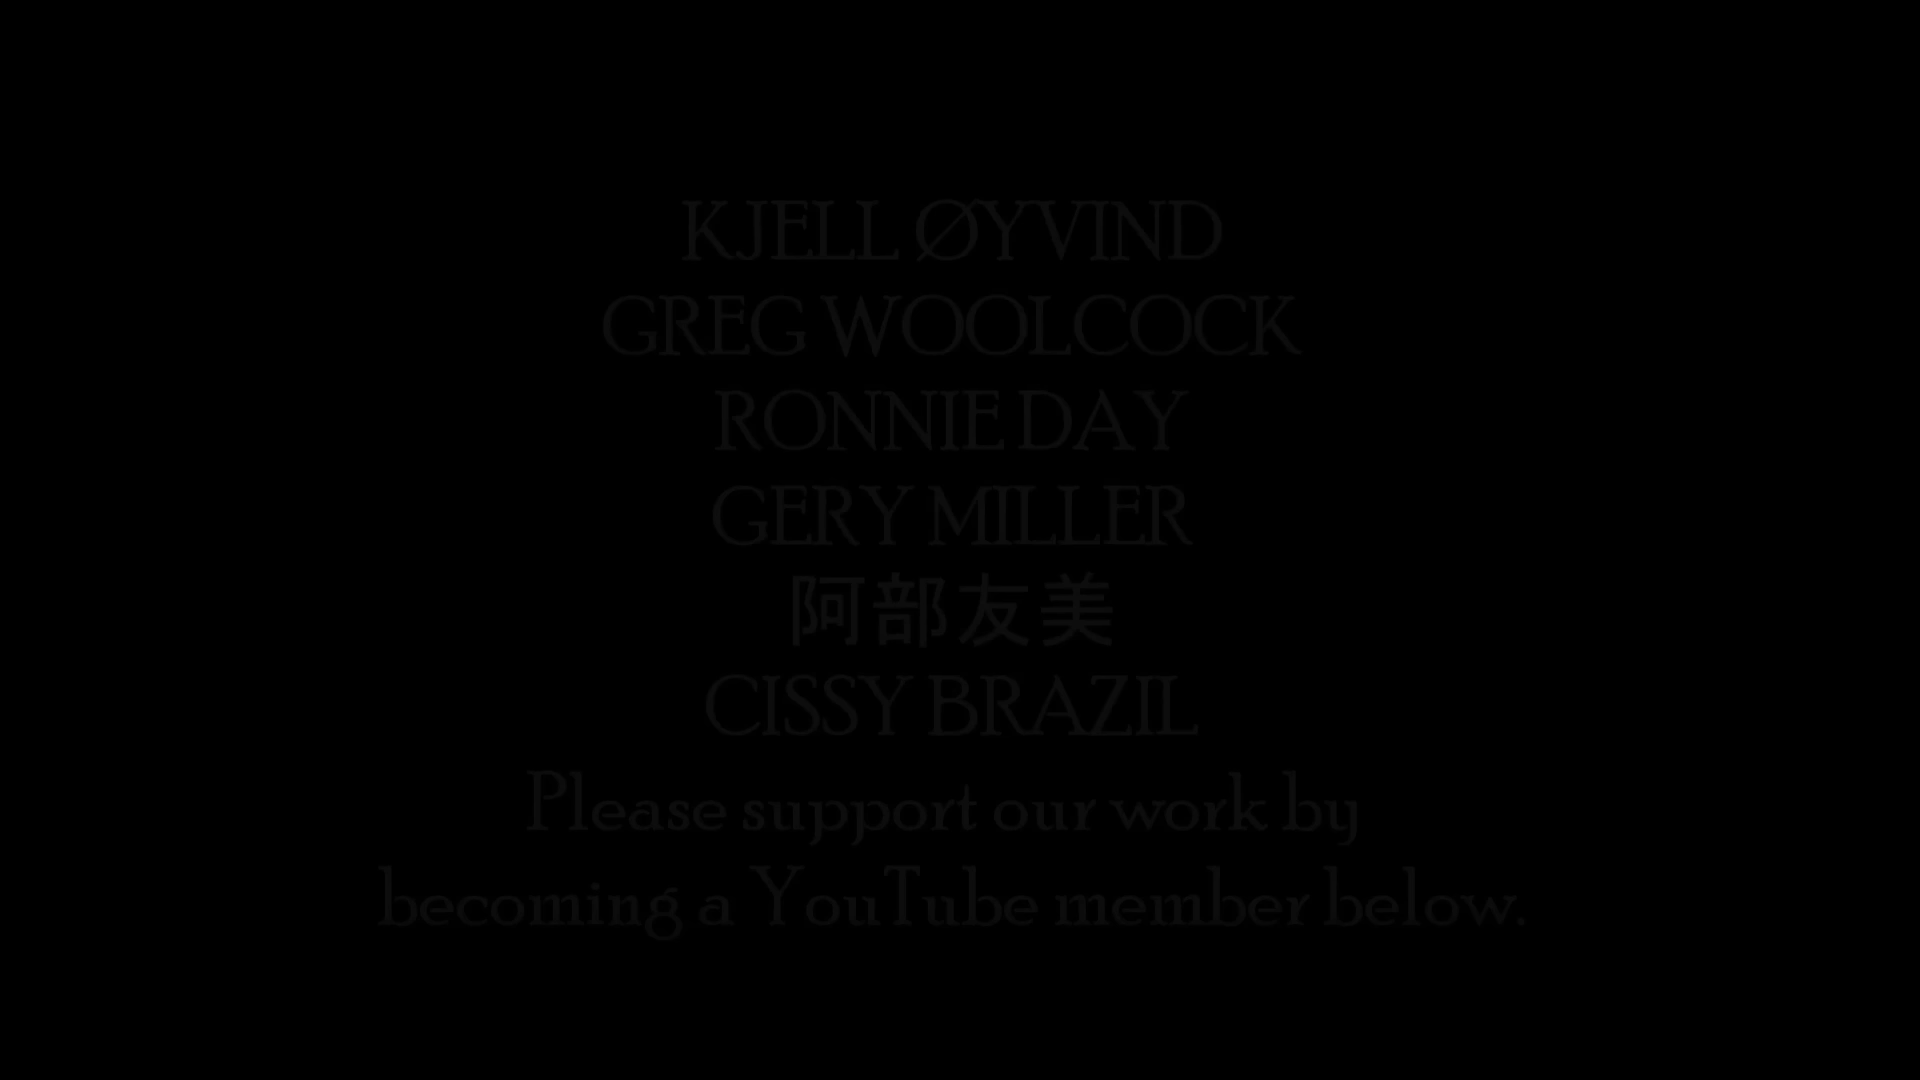 KJELL ØYVIND
GREG WOOLCOCK
RONNIE DAY
GERY MILLER
阿部友美
CISSY BRAZIL
Please support our work by
becoming a YouTube member below.